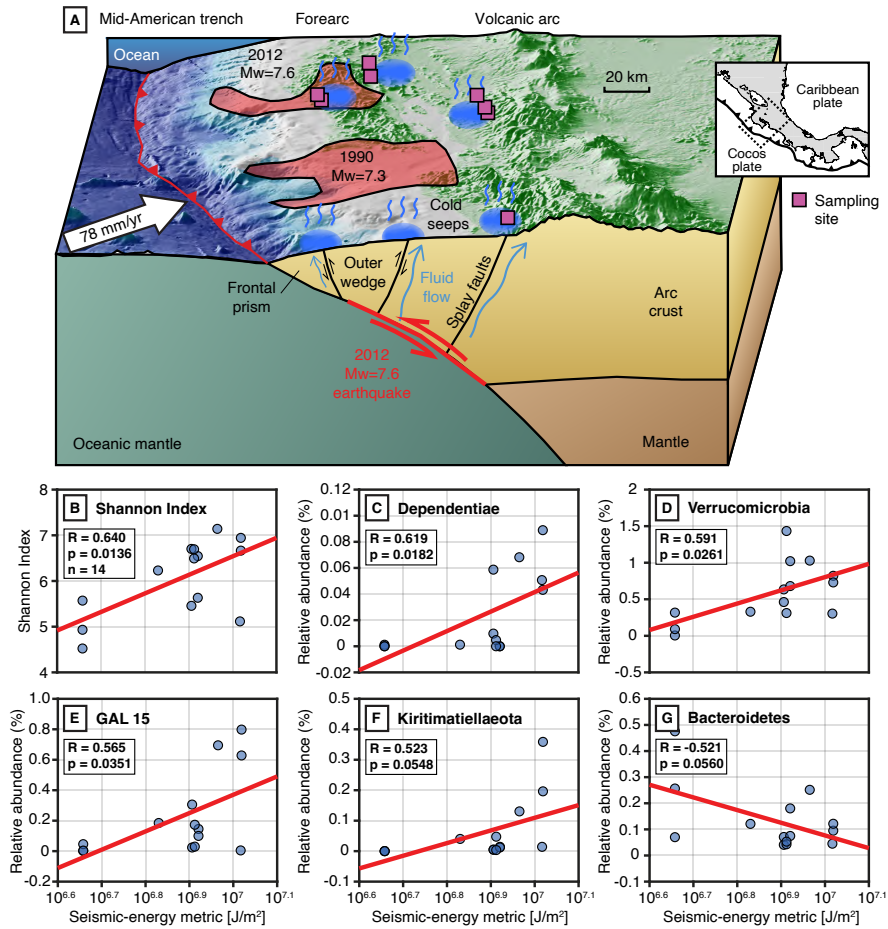 A
Mid-American trench
Forearc
Volcanic arc
Ocean
2012
Mw=7.6
20 km
Caribbean
plate
Cocos
plate
1990
Mw=7.3
Sampling
site
78 mm/yr
Cold
seeps
Frontal
prism
Outer
wedge
Fluid
flow
Splay faults
Arc
crust
2012
Mw=7.6
earthquake
Oceanic mantle
Mantle
B Shannon Index
R = 0.640
p = 0.0136
n = 14
Shannon Index
8
7
6
5
4
C Dependentiae
R = 0.619
p = 0.0182
Relative abundance (%)
0.12
0.1
0.08
0.06
0.04
0.02
0
-0.02
D Verrucomicrobia
R = 0.591
p = 0.0261
Relative abundance (%)
2
1.5
1
0.5
0
-0.5
E GAL 15
R = 0.565
p = 0.0351
Relative abundance (%)
1.0
0.8
0.6
0.4
0.2
0
-0.2
10^6.6 10^6.7 10^6.8 10^6.9 10^7 10^7.1
Seismic-energy metric [J/m²]
F Kiritimatiellaeota
R = 0.523
p = 0.0548
Relative abundance (%)
0.5
0.4
0.3
0.2
0.1
0
-0.1
10^6.6 10^6.7 10^6.8 10^6.9 10^7 10^7.1
Seismic-energy metric [J/m²]
G Bacteroidetes
R = -0.521
p = 0.0560
Relative abundance (%)
0.6
0.5
0.4
0.3
0.2
0.1
0
-0.1
10^6.6 10^6.7 10^6.8 10^6.9 10^7 10^7.1
Seismic-energy metric [J/m²]